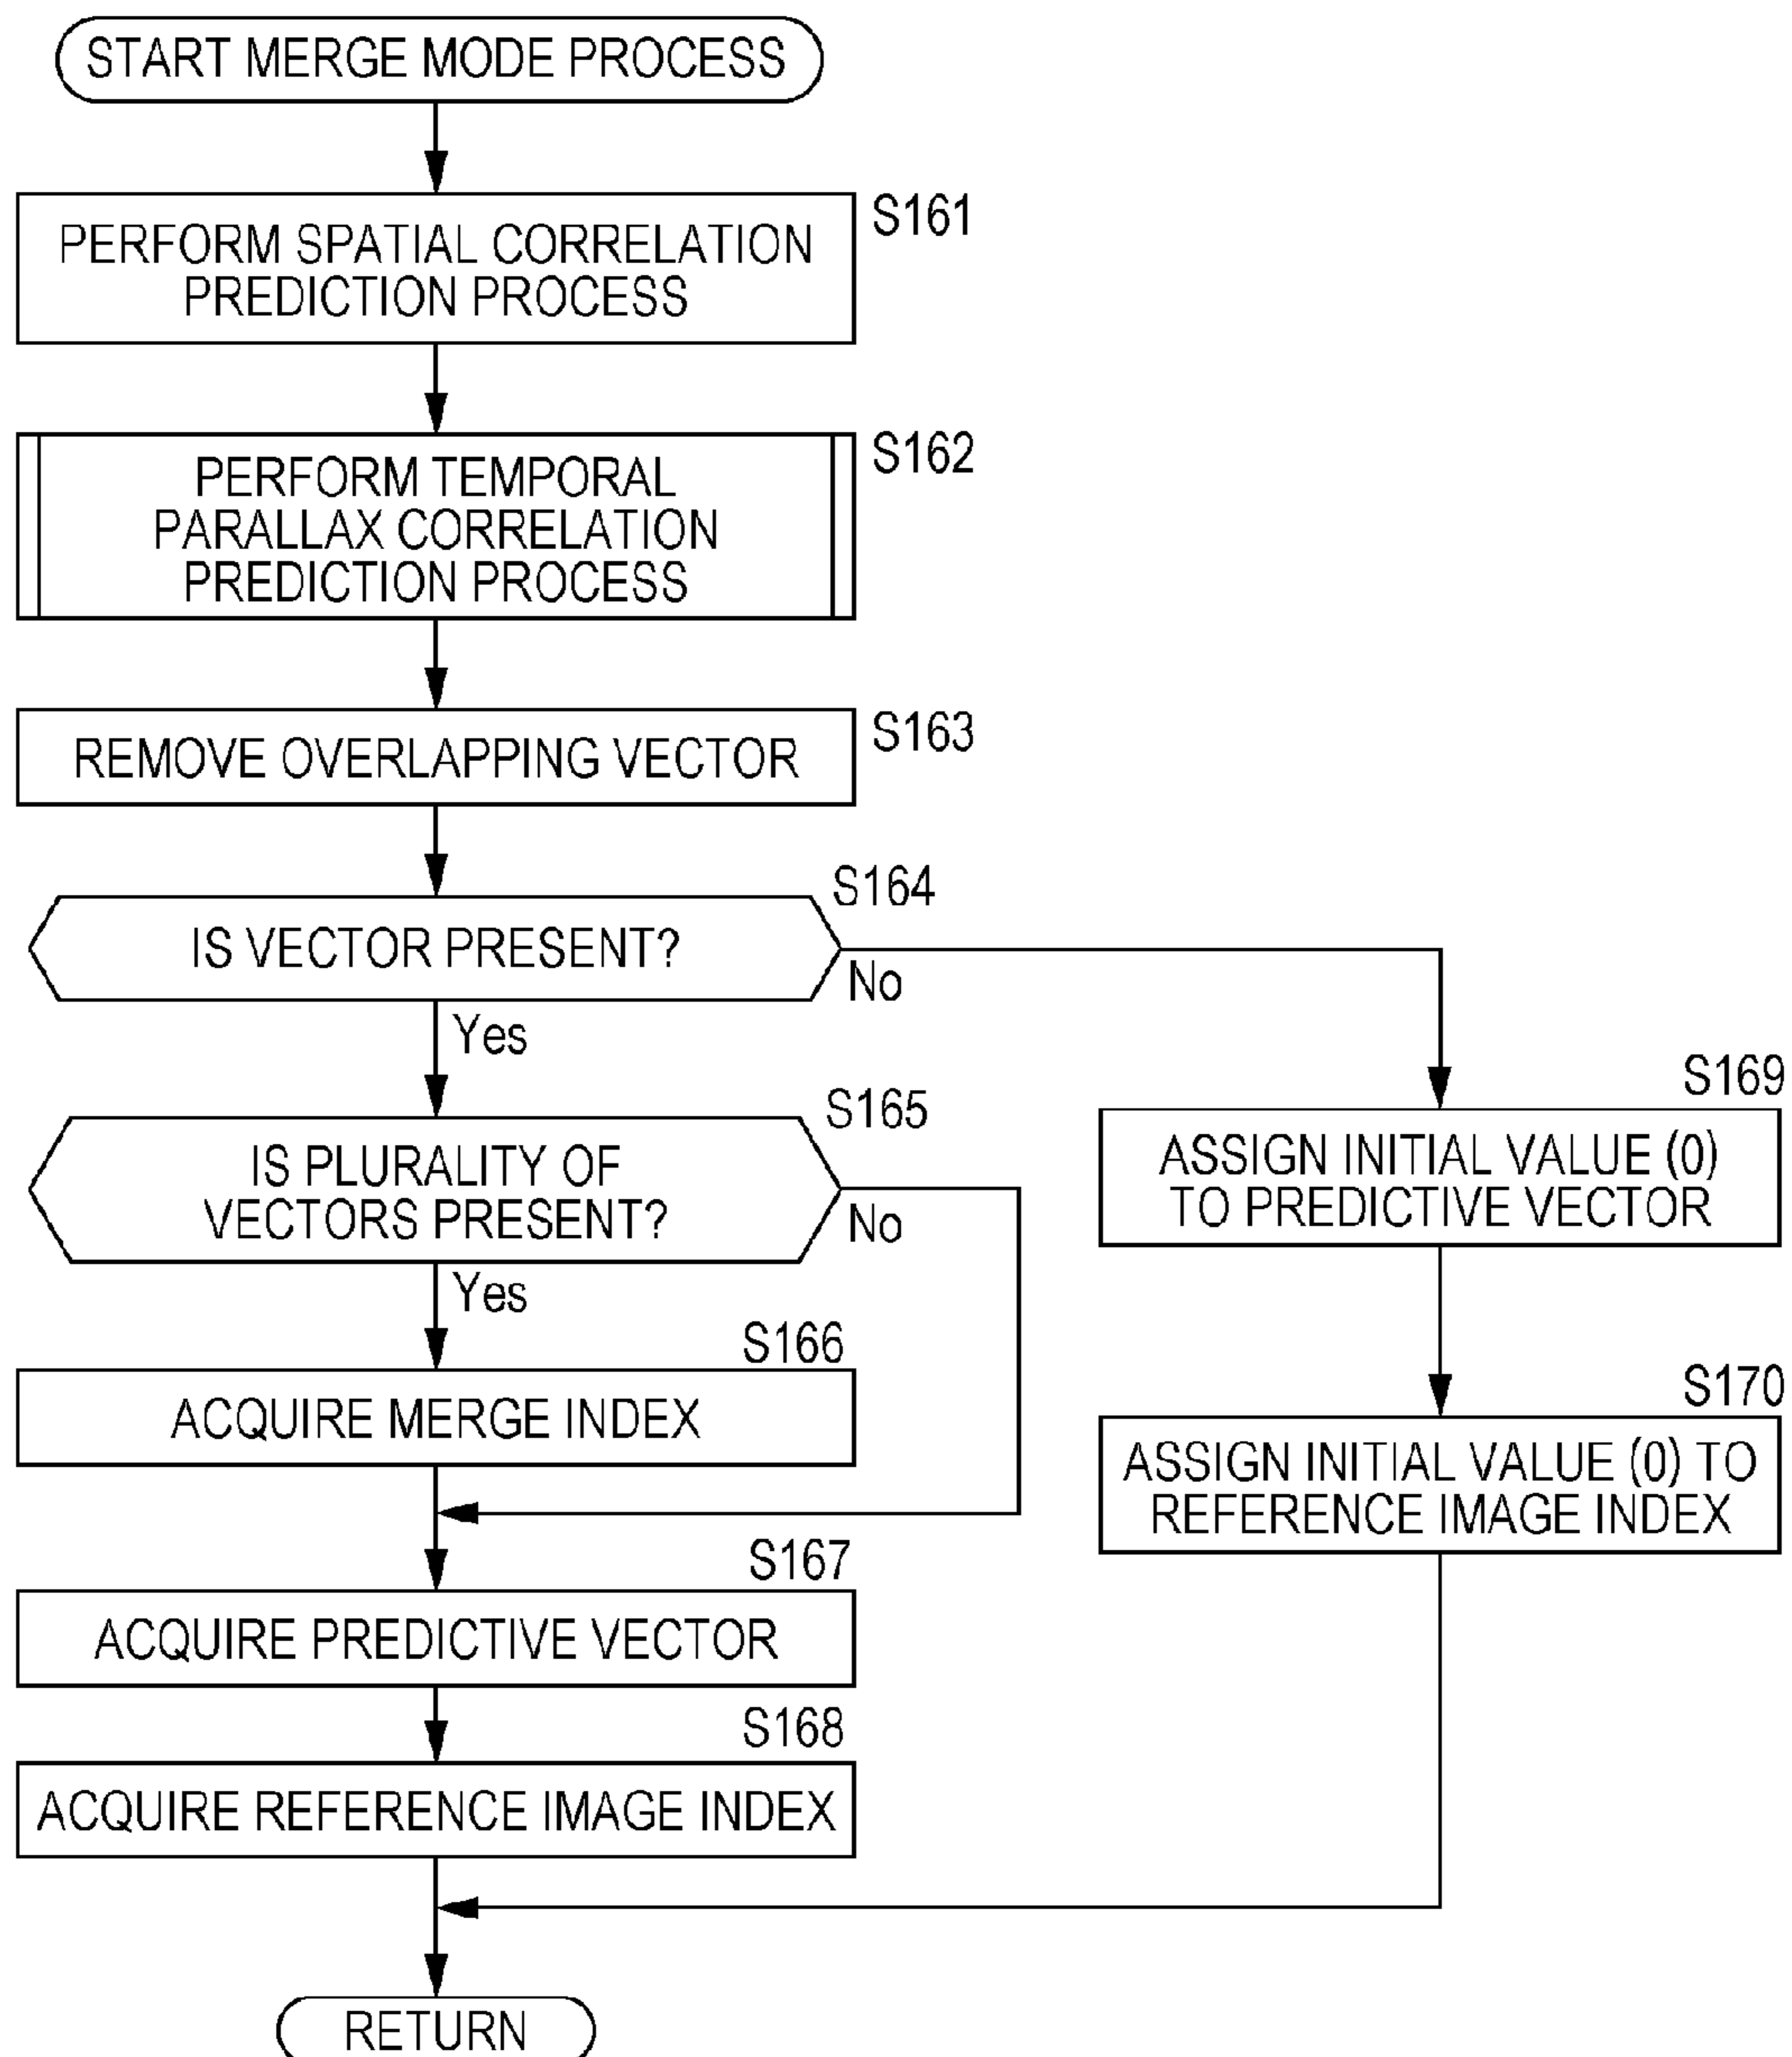 START MERGE MODE PROCESS
S161
PERFORM SPATIAL CORRELATION
PREDICTION PROCESS
S162
PERFORM TEMPORAL
PARALLAX CORRELATION
PREDICTION PROCESS
S163
REMOVE OVERLAPPING VECTOR
S164
IS VECTOR PRESENT?
No
Yes
S165
IS PLURALITY OF
VECTORS PRESENT?
No
Yes
S166
ACQUIRE MERGE INDEX
S167
ACQUIRE PREDICTIVE VECTOR
S168
ACQUIRE REFERENCE IMAGE INDEX
S169
ASSIGN INITIAL VALUE (0)
TO PREDICTIVE VECTOR
S170
ASSIGN INITIAL VALUE (0) TO
REFERENCE IMAGE INDEX
RETURN